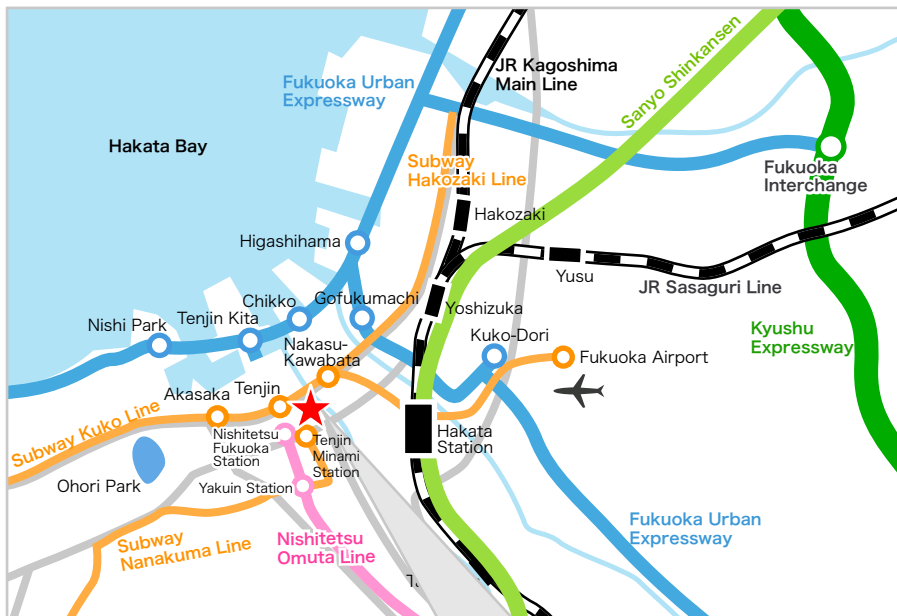 JR Kagoshima
Main Line
Sanyo Shinkansen
Fukuoka Urban
Expressway
Hakata Bay
Subway
Hakozaki Line
Fukuoka
Interchange
Hakozaki
Higashihama
Yusu
JR Sasaguri Line
Chikko
Gofukumachi
Yoshizuka
Nishi Park
Tenjin Kita
Kyushu
Expressway
Kuko-Dori
Nakasu-
Kawabata
Fukuoka Airport
Akasaka
Tenjin
Subway Kuko Line
Nishitetsu
Fukuoka
Station
Tenjin
Minami
Station
Hakata
Station
Ohori Park
Yakuin Station
Subway
Nanakuma Line
Nishitetsu
Omuta Line
Fukuoka Urban
Expressway